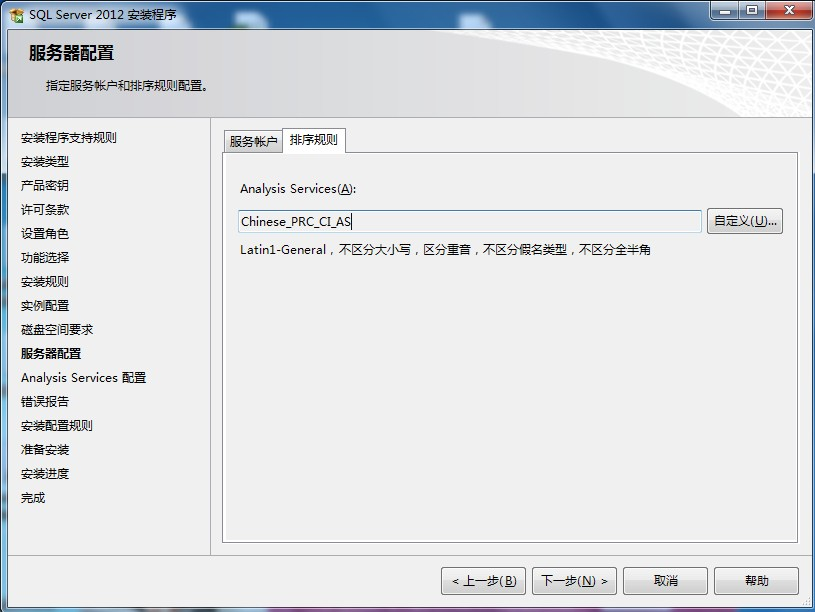 SQL Server 2012 安装程序
服务器配置
指定服务帐户和排序规则配置。
安装程序支持规则
安装类型
产品密钥
许可条款
设置角色
功能选择
安装规则
实例配置
磁盘空间要求
服务器配置
Analysis Services 配置
错误报告
安装配置规则
准备安装
安装进度
完成
服务帐户 排序规则
Analysis Services(A):
Chinese_PRC_CI_AS 自定义(U)...
Latin1-General，不区分大小写，区分重音，不区分假名类型，不区分全半角
< 上一步(B) 下一步(N) > 取消 帮助